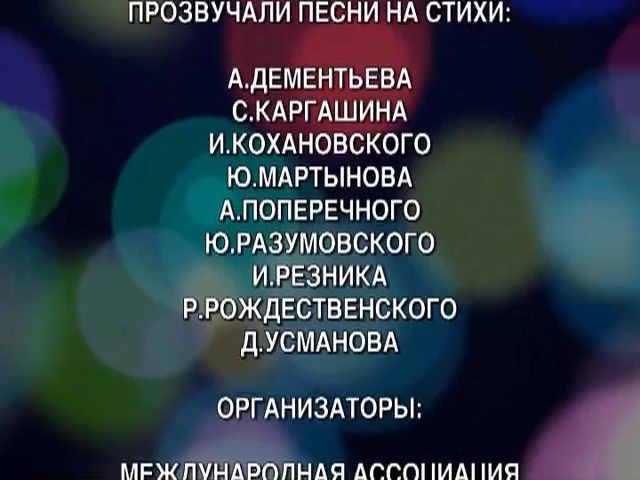 ПРОЗВУЧАЛИ ПЕСНИ НА СТИХИ:
А.ДЕМЕНТЬЕВА
С.КАРГАШИНА
И.КОХАНОВСКОГО
Ю.МАРТЫНОВА
А.ПОПЕРЕЧНОГО
Ю.РАЗУМОВСКОГО
И.РЕЗНИКА
Р.РОЖДЕСТВЕНСКОГО
Д.УСМАНОВА
ОРГАНИЗАТОРЫ:
МЕЖДУНАРОДНАЯ АССОЦИАЦИЯ